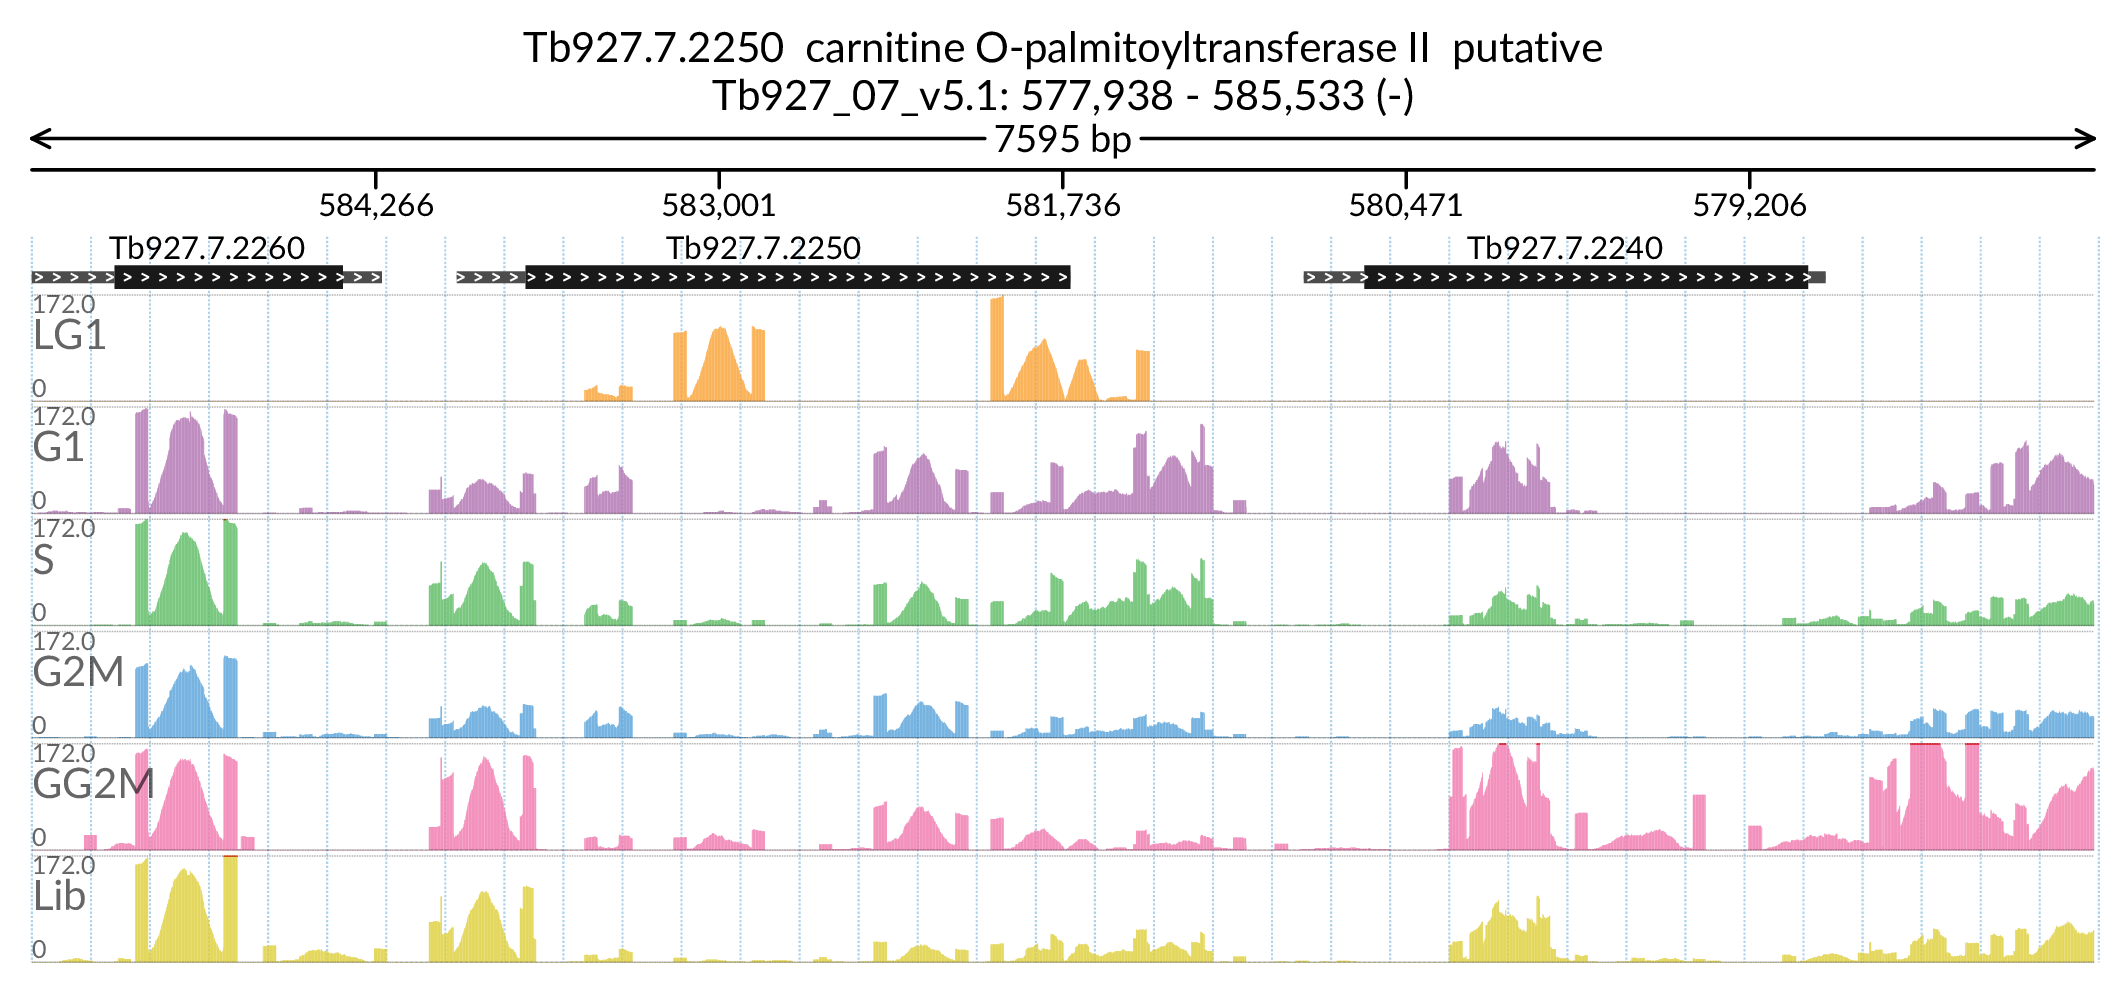 Tb927.7.2250 carnitine O-palmitoyltransferase II putative
Tb927_07_v5.1: 577,938 - 585,533 (-)
7595 bp
584,266 583,001 581,736 580,471 579,206
Tb927.7.2260 Tb927.7.2250 Tb927.7.2240
172.0
LG1
0
172.0
G1
0
172.0
S
0
172.0
G2M
0
172.0
GG2M
0
172.0
Lib
0